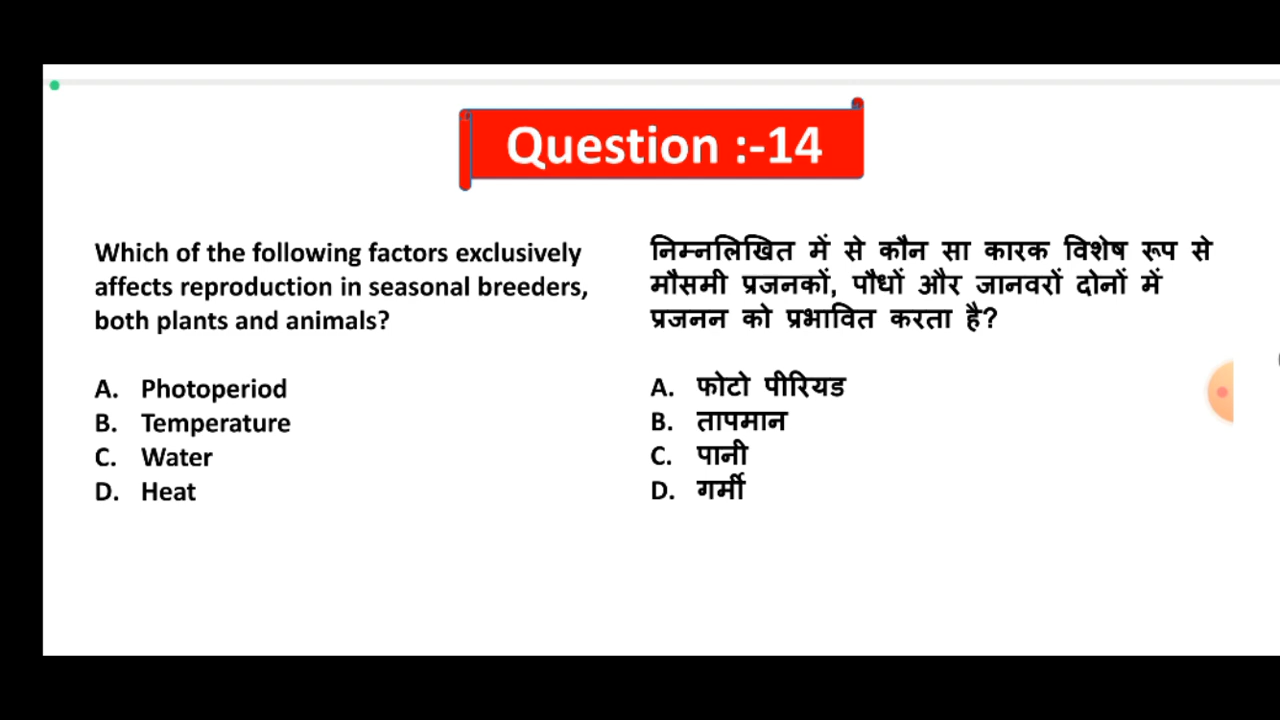 Question :-14
Which of the following factors exclusively
affects reproduction in seasonal breeders,
both plants and animals?
A. Photoperiod
B. Temperature
C. Water
D. Heat
निम्नलिखित में से कौन सा कारक विशेष रूप से
मौसमी प्रजनकों, पौधों और जानवरों दोनों में
प्रजनन को प्रभावित करता है?
A. फोटो पीरियड
B. तापमान
C. पानी
D. गर्मी